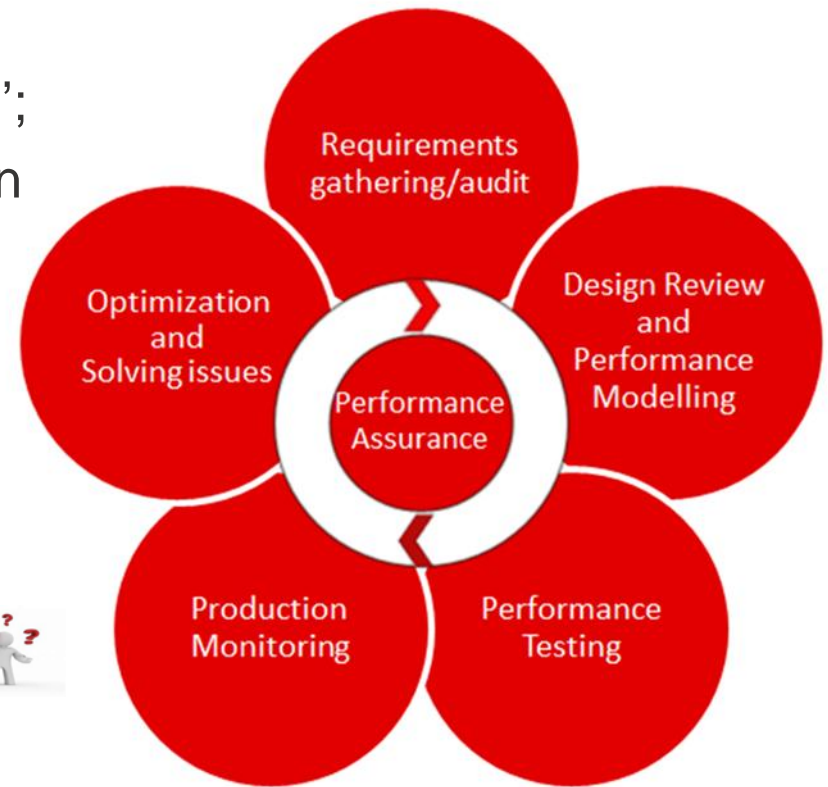 ’;
n
Requirements
gathering/audit
Optimization
and
Solving issues
Design Review
and
Performance
Modelling
Performance
Assurance
Production
Monitoring
Performance
Testing
? ?